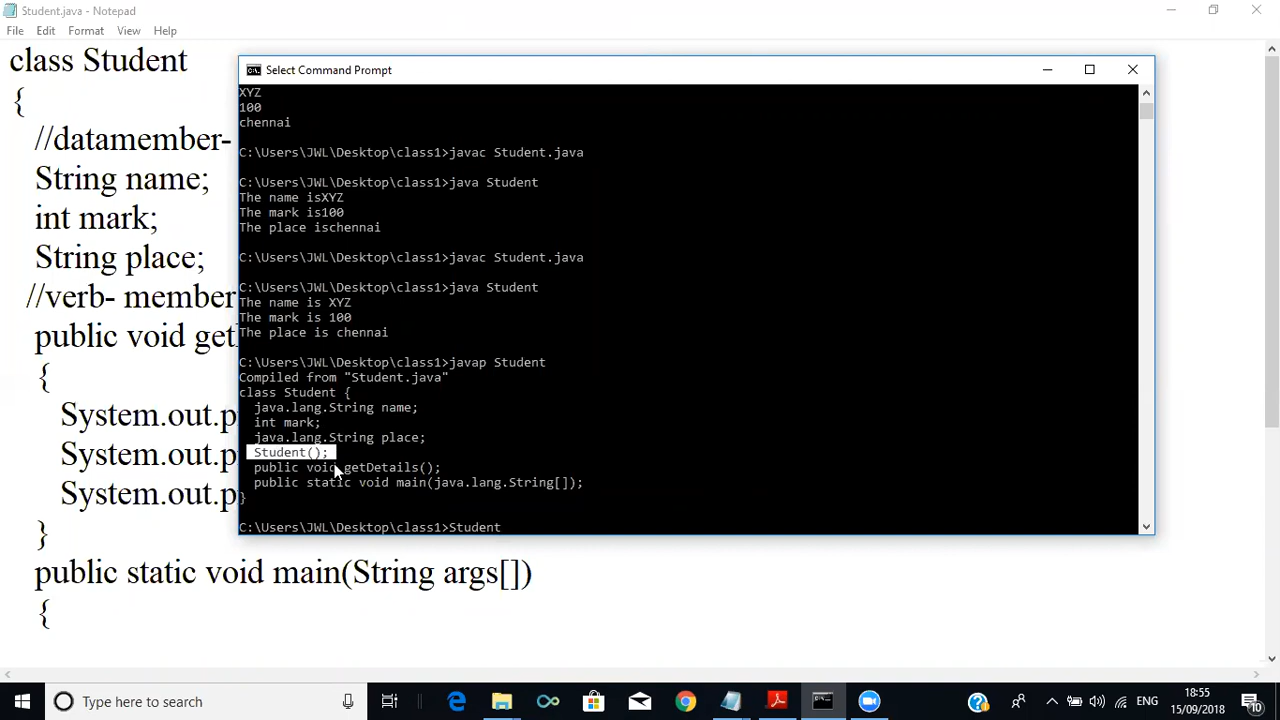 Student.java - Notepad
File Edit Format View Help
class Student
{
//datamember-
String name;
int mark;
String place;
//verb- member
public void get
{
System.out.p
System.out.p
System.out.p
}
public static void main(String args[])
{
Select Command Prompt
XYZ
100
chennai
C:\Users\JWL\Desktop\class1>javac Student.java
C:\Users\JWL\Desktop\class1>java Student
The name isXYZ
The mark is100
The place ischennai
C:\Users\JWL\Desktop\class1>javac Student.java
C:\Users\JWL\Desktop\class1>java Student
The name is XYZ
The mark is 100
The place is chennai
C:\Users\JWL\Desktop\class1>javap Student
Compiled from "Student.java"
class Student {
java.lang.String name;
int mark;
java.lang.String place;
Student();
public void getDetails();
public static void main(java.lang.String[]);
}
C:\Users\JWL\Desktop\class1>Student
Type here to search
ENG
18:55
15/09/2018
10